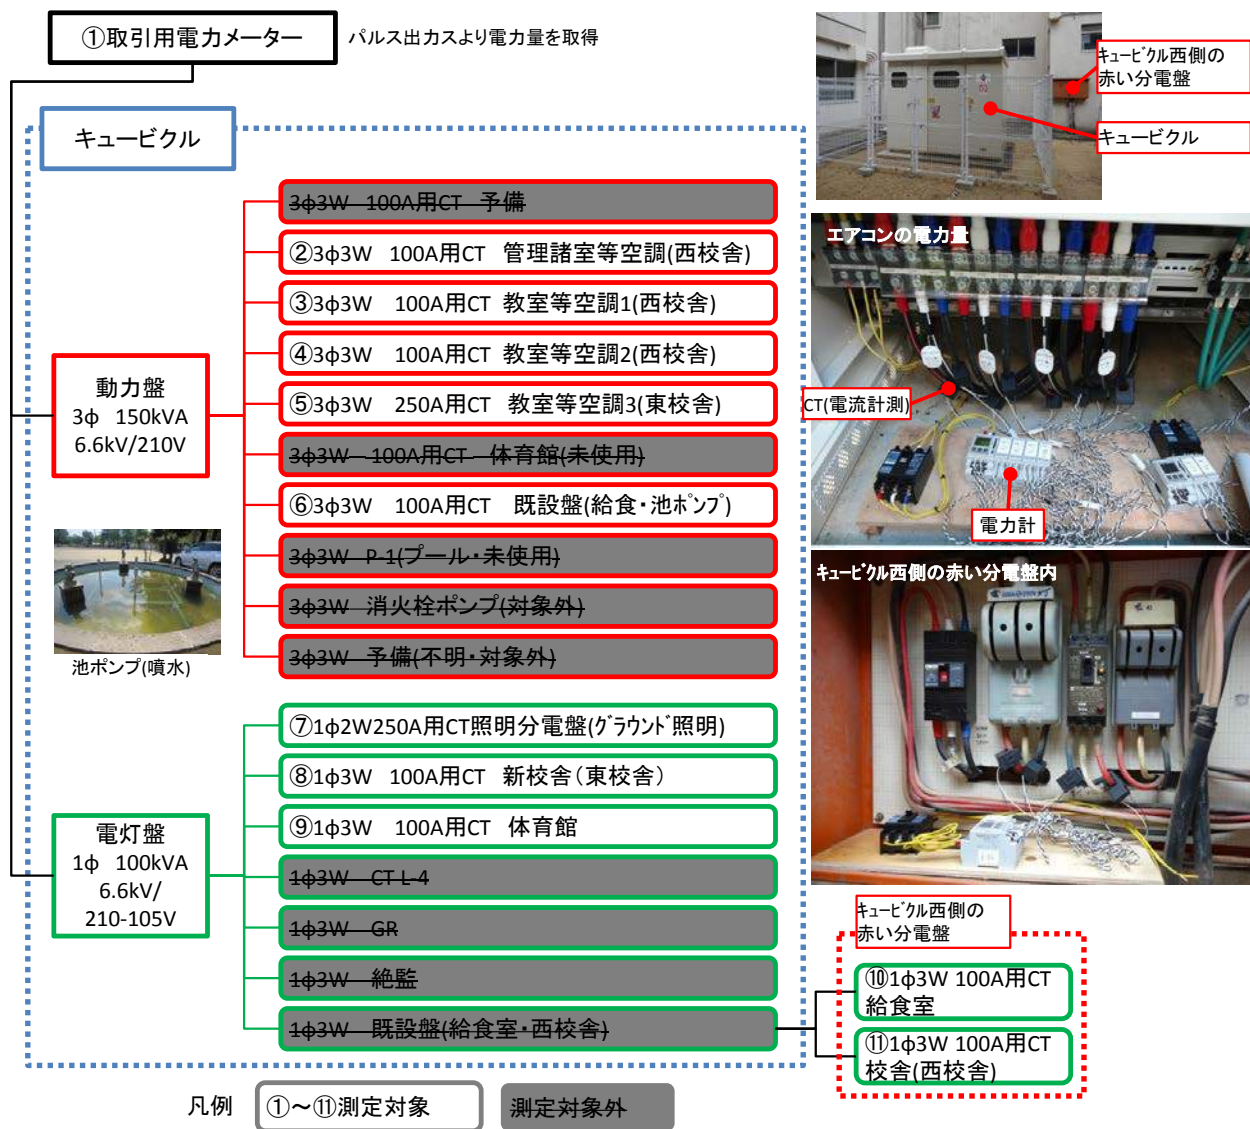 ①取引用電力メーター
パルス出力スより電力量を取得
キュービクル
3φ3W 100A用CT 予備
②3φ3W 100A用CT 管理諸室等空調(西校舎)
③3φ3W 100A用CT 教室等空調1(西校舎)
④3φ3W 100A用CT 教室等空調2(西校舎)
⑤3φ3W 250A用CT 教室等空調3(東校舎)
3φ3W 100A用CT 体育館(未使用)
⑥3φ3W 100A用CT 既設盤(給食・池ﾎﾟﾝﾌﾟ)
3φ3W P-1(プール・未使用)
3φ3W 消火栓ポンプ(対象外)
3φ3W 予備(不明・対象外)
動力盤
3φ 150kVA
6.6kV/210V
池ポンプ(噴水)
⑦1φ2W250A用CT照明分電盤(ｸﾞﾗｳﾝﾄﾞ照明)
⑧1φ3W 100A用CT 新校舎(東校舎)
⑨1φ3W 100A用CT 体育館
1φ3W CT L-4
1φ3W GR
1φ3W 絶監
1φ3W 既設盤(給食室・西校舎)
電灯盤
1φ 100kVA
6.6kV/
210-105V
キュービクル西側の
赤い分電盤
キュービクル
エアコンの電力量
CT(電流計測)
電力計
キュービクル西側の赤い分電盤内
キュービクル西側の
赤い分電盤
⑩1φ3W 100A用CT
給食室
⑪1φ3W 100A用CT
校舎(西校舎)
凡例
①～⑪測定対象
測定対象外